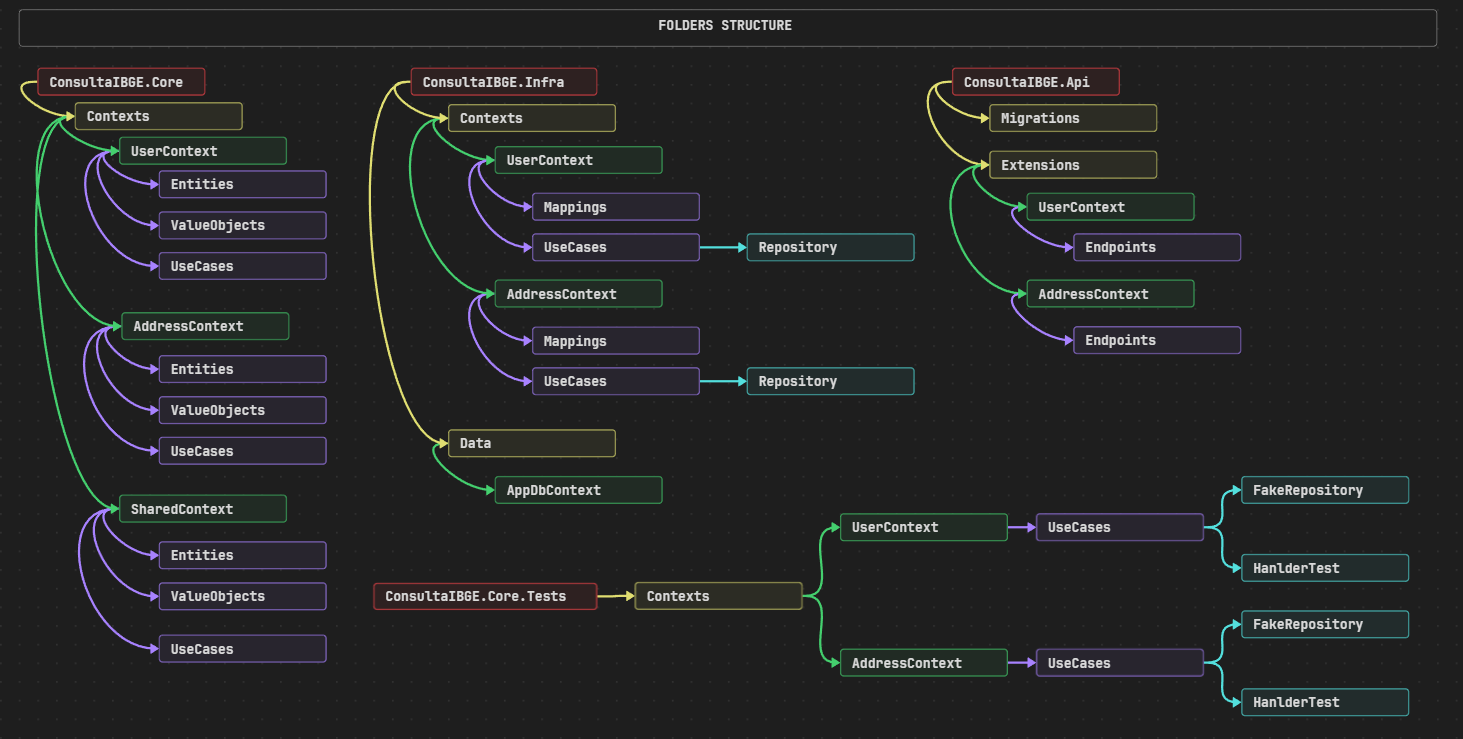 FOLDERS STRUCTURE
ConsultaIBGE.Core
Contexts
UserContext
Entities
ValueObjects
UseCases
AddressContext
Entities
ValueObjects
UseCases
SharedContext
Entities
ValueObjects
UseCases
ConsultaIBGE.Infra
Contexts
UserContext
Mappings
UseCases
Repository
AddressContext
Mappings
UseCases
Repository
Data
AppDbContext
ConsultaIBGE.Api
Migrations
Extensions
UserContext
Endpoints
AddressContext
Endpoints
ConsultaIBGE.Core.Tests
Contexts
UserContext
UseCases
FakeRepository
HanlderTest
AddressContext
UseCases
FakeRepository
HanlderTest